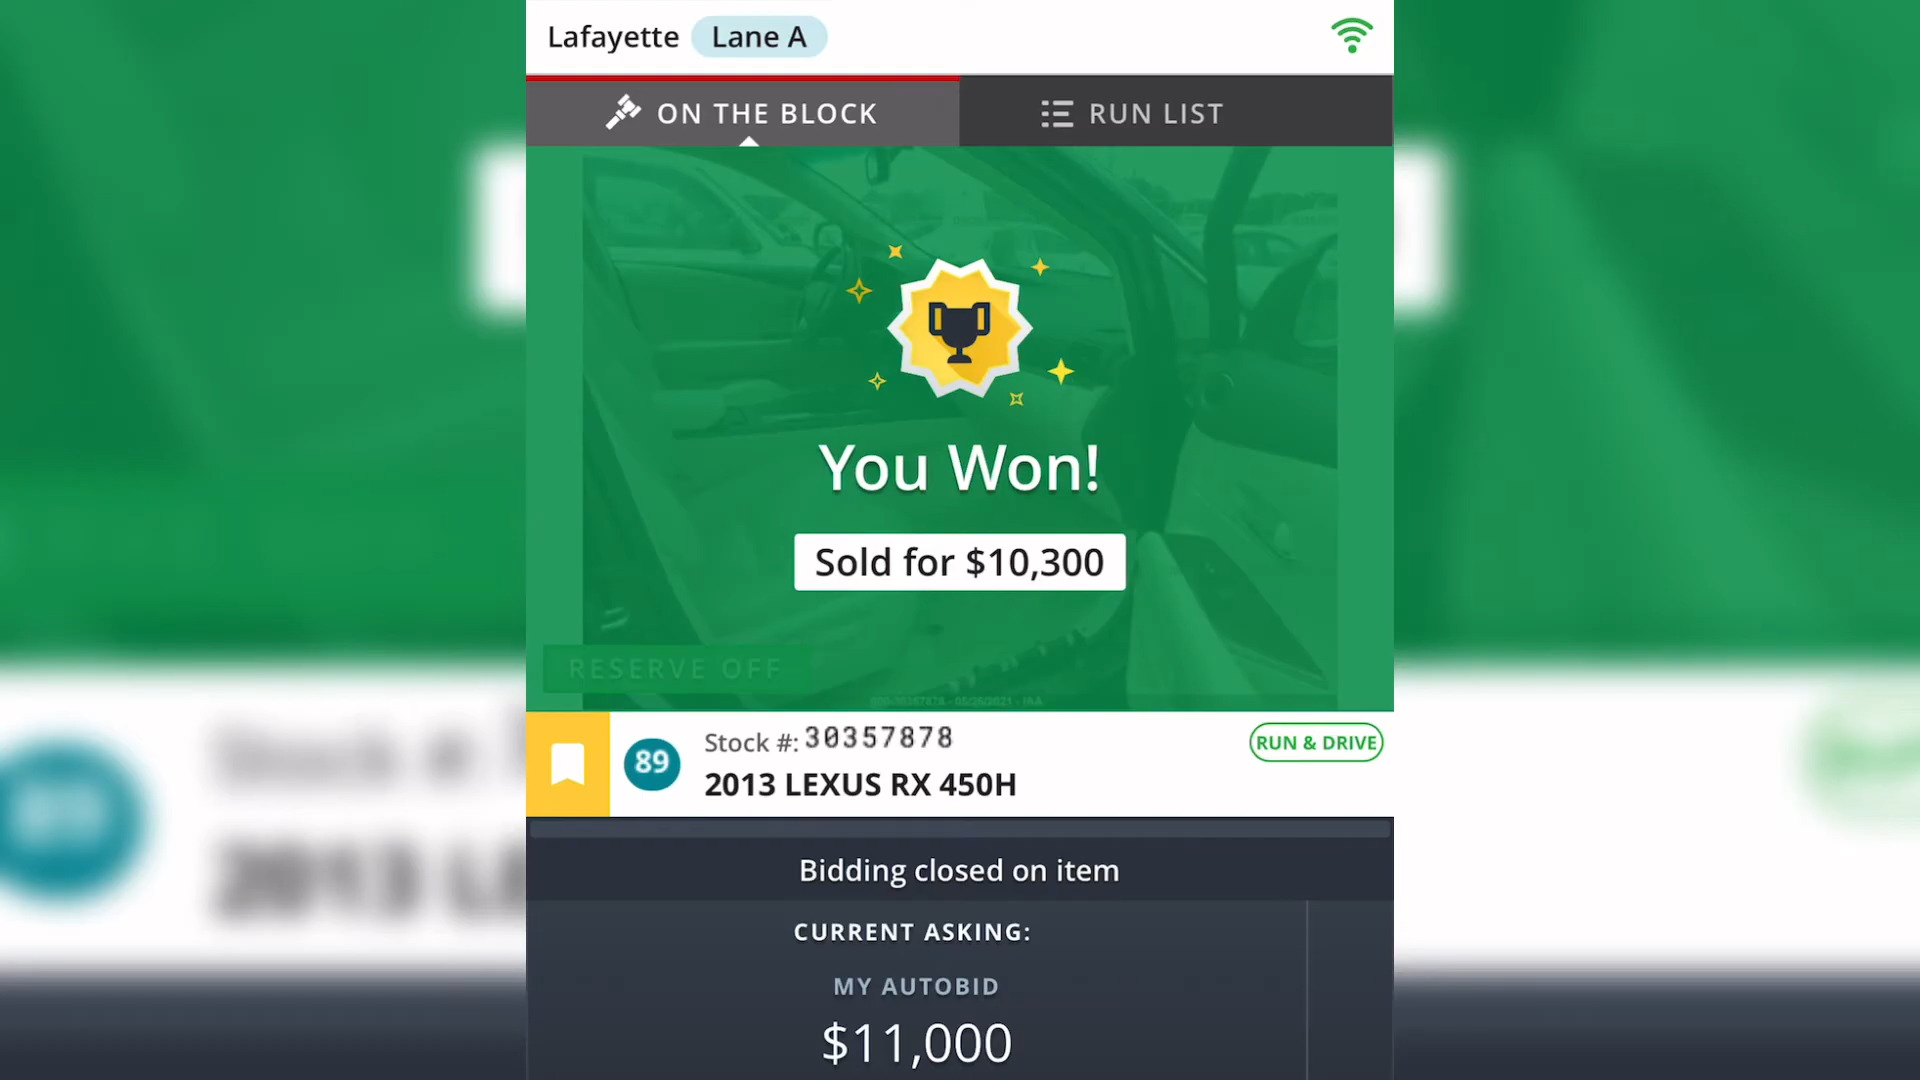 Lafayette Lane A
ON THE BLOCK
RUN LIST
You Won!
Sold for $10,300
RESERVE OFF
89
Stock #: 30357878
RUN & DRIVE
2013 LEXUS RX 450H
Bidding closed on item
CURRENT ASKING:
MY AUTOBID
$11,000